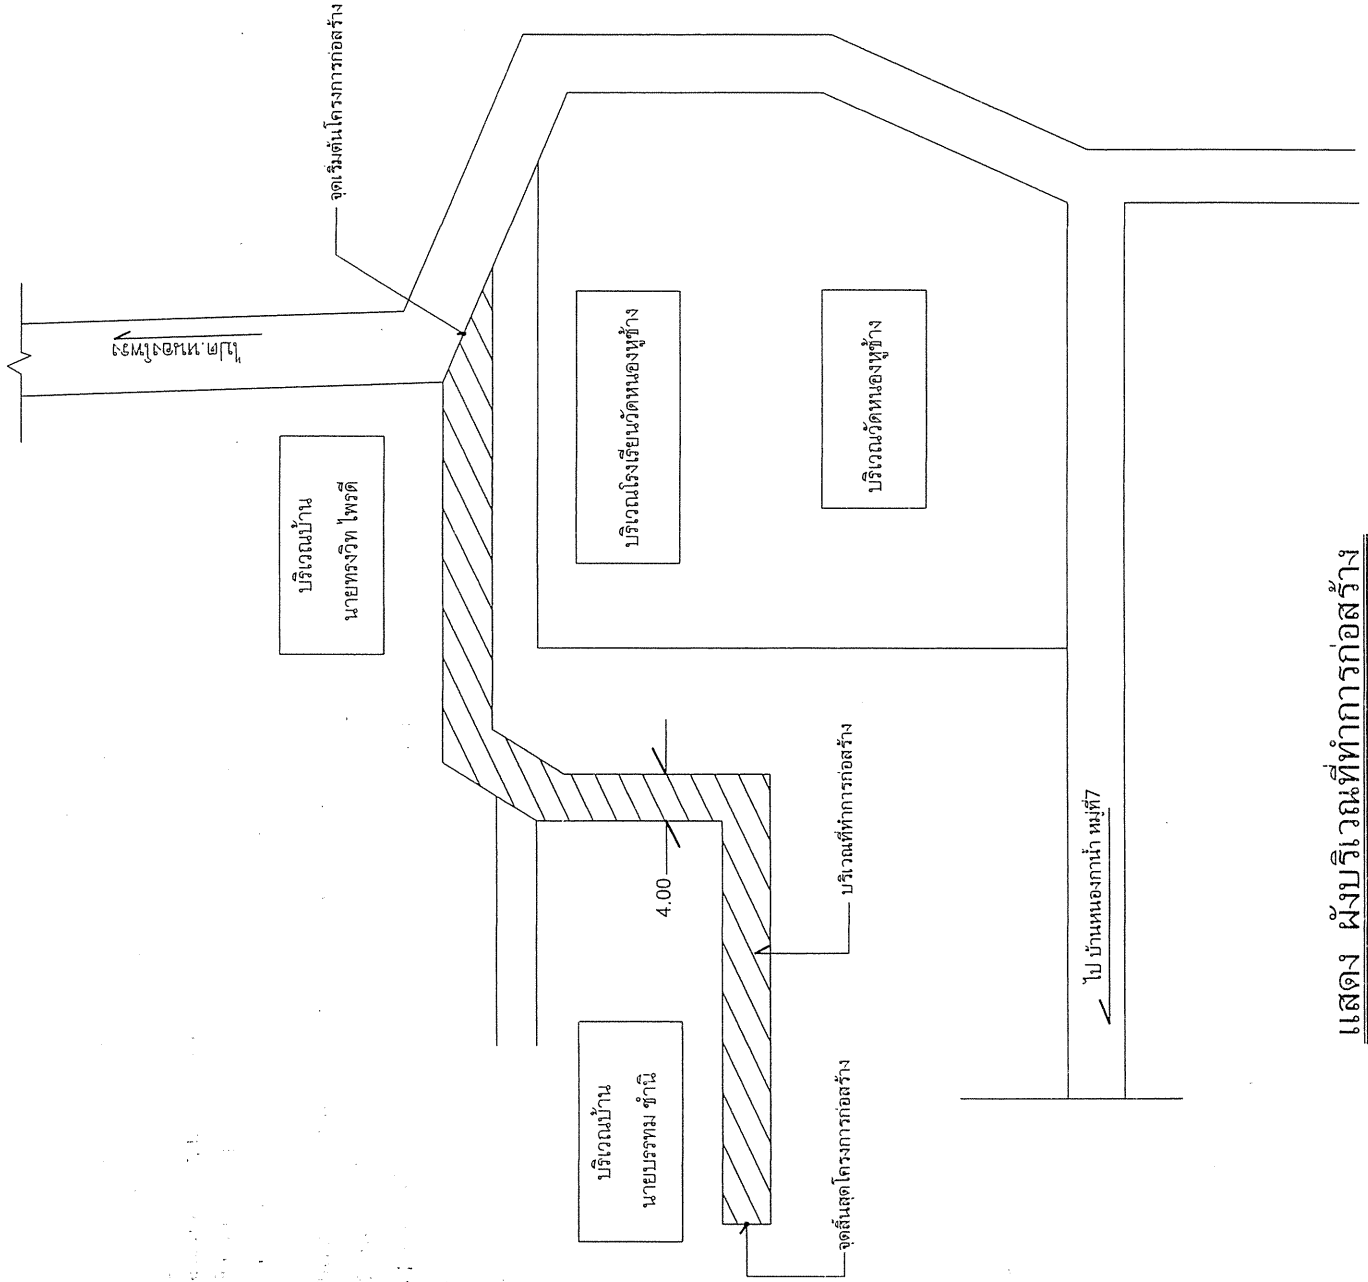 จุดเริ่มต้นโครงการก่อสร้าง
ไป ต.หนองโพรง
บริเวณบ้าน
นายทรงวิท ไพรดี
บริเวณโรงเรียนวัดหนองหูช้าง
บริเวณวัดหนองหูช้าง
4.00
บริเวณที่ทำการก่อสร้าง
ไป บ้านหนองกาน้ำ หมู่ที่7
บริเวณบ้าน
นายบรรทม ชำนิ
จุดสิ้นสุดโครงการก่อสร้าง
แสดง ผังบริเวณที่ทำการก่อสร้าง